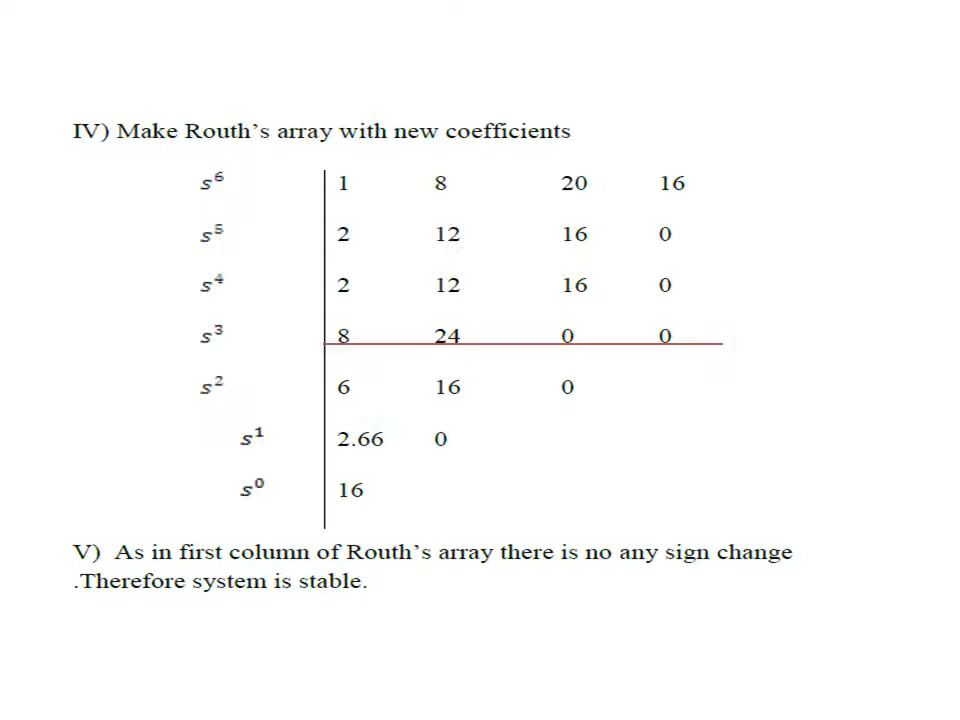 IV) Make Routh's array with new coefficients
s⁶ 1 8 20 16
s⁵ 2 12 16 0
s⁴ 2 12 16 0
s³ 8 24 0 0
s² 6 16 0
s¹ 2.66 0
s⁰ 16
V) As in first column of Routh's array there is no any sign change
.Therefore system is stable.